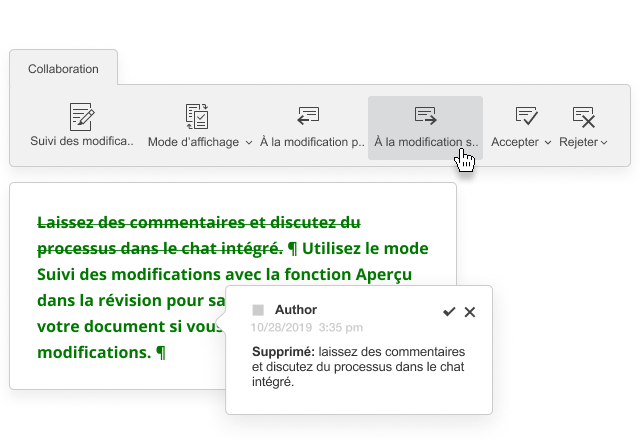 Collaboration
Suivi des modifica..
Mode d'affichage
À la modification p..
À la modification s..
Accepter
Rejeter
Laissez des commentaires et discutez du
processus dans le chat intégré. ¶ Utilisez le mode
Suivi des modifications avec la fonction Aperçu
dans la révision pour
votre document si vous
modifications. ¶
Author
10/28/2019 3:35 pm
Supprimé: laissez des commentaires
et discutez du processus dans le chat
intégré.